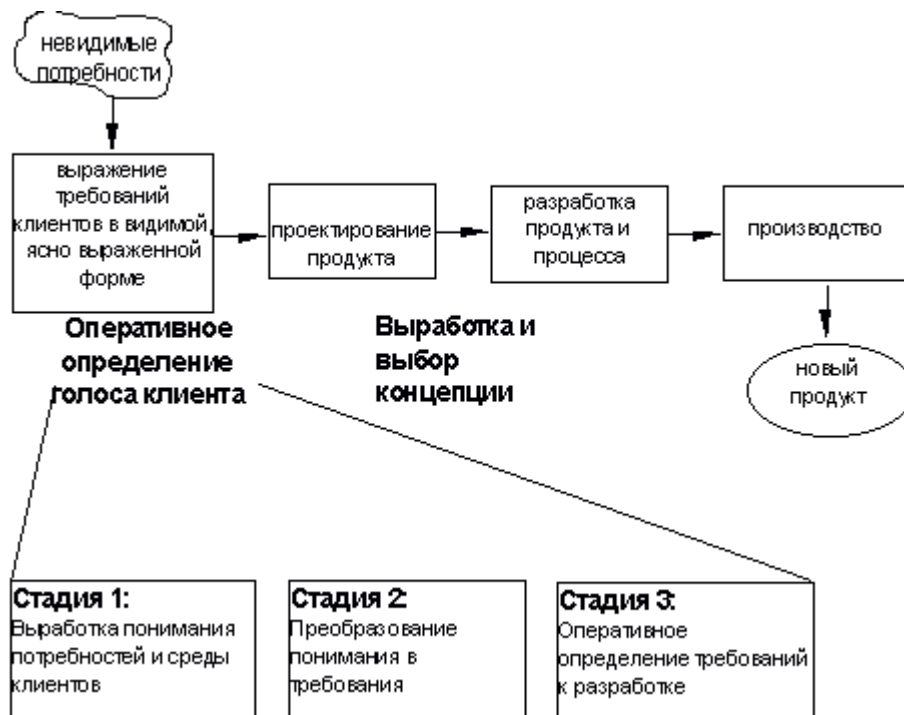 невидимые
потребности
выражение
требований
клиентов в видимой
ясно выраженной
форме
проектирование
продукта
разработка
продукта и
процесса
производство
Оперативное
определение
голоса клиента
Выработка и
выбор
концепции
новый
продукт
Стадия 1:
Выработка понимания
потребностей и среды
клиентов
Стадия 2:
Преобразование
понимания в
требования
Стадия 3:
Оперативное
определение требований
к разработке